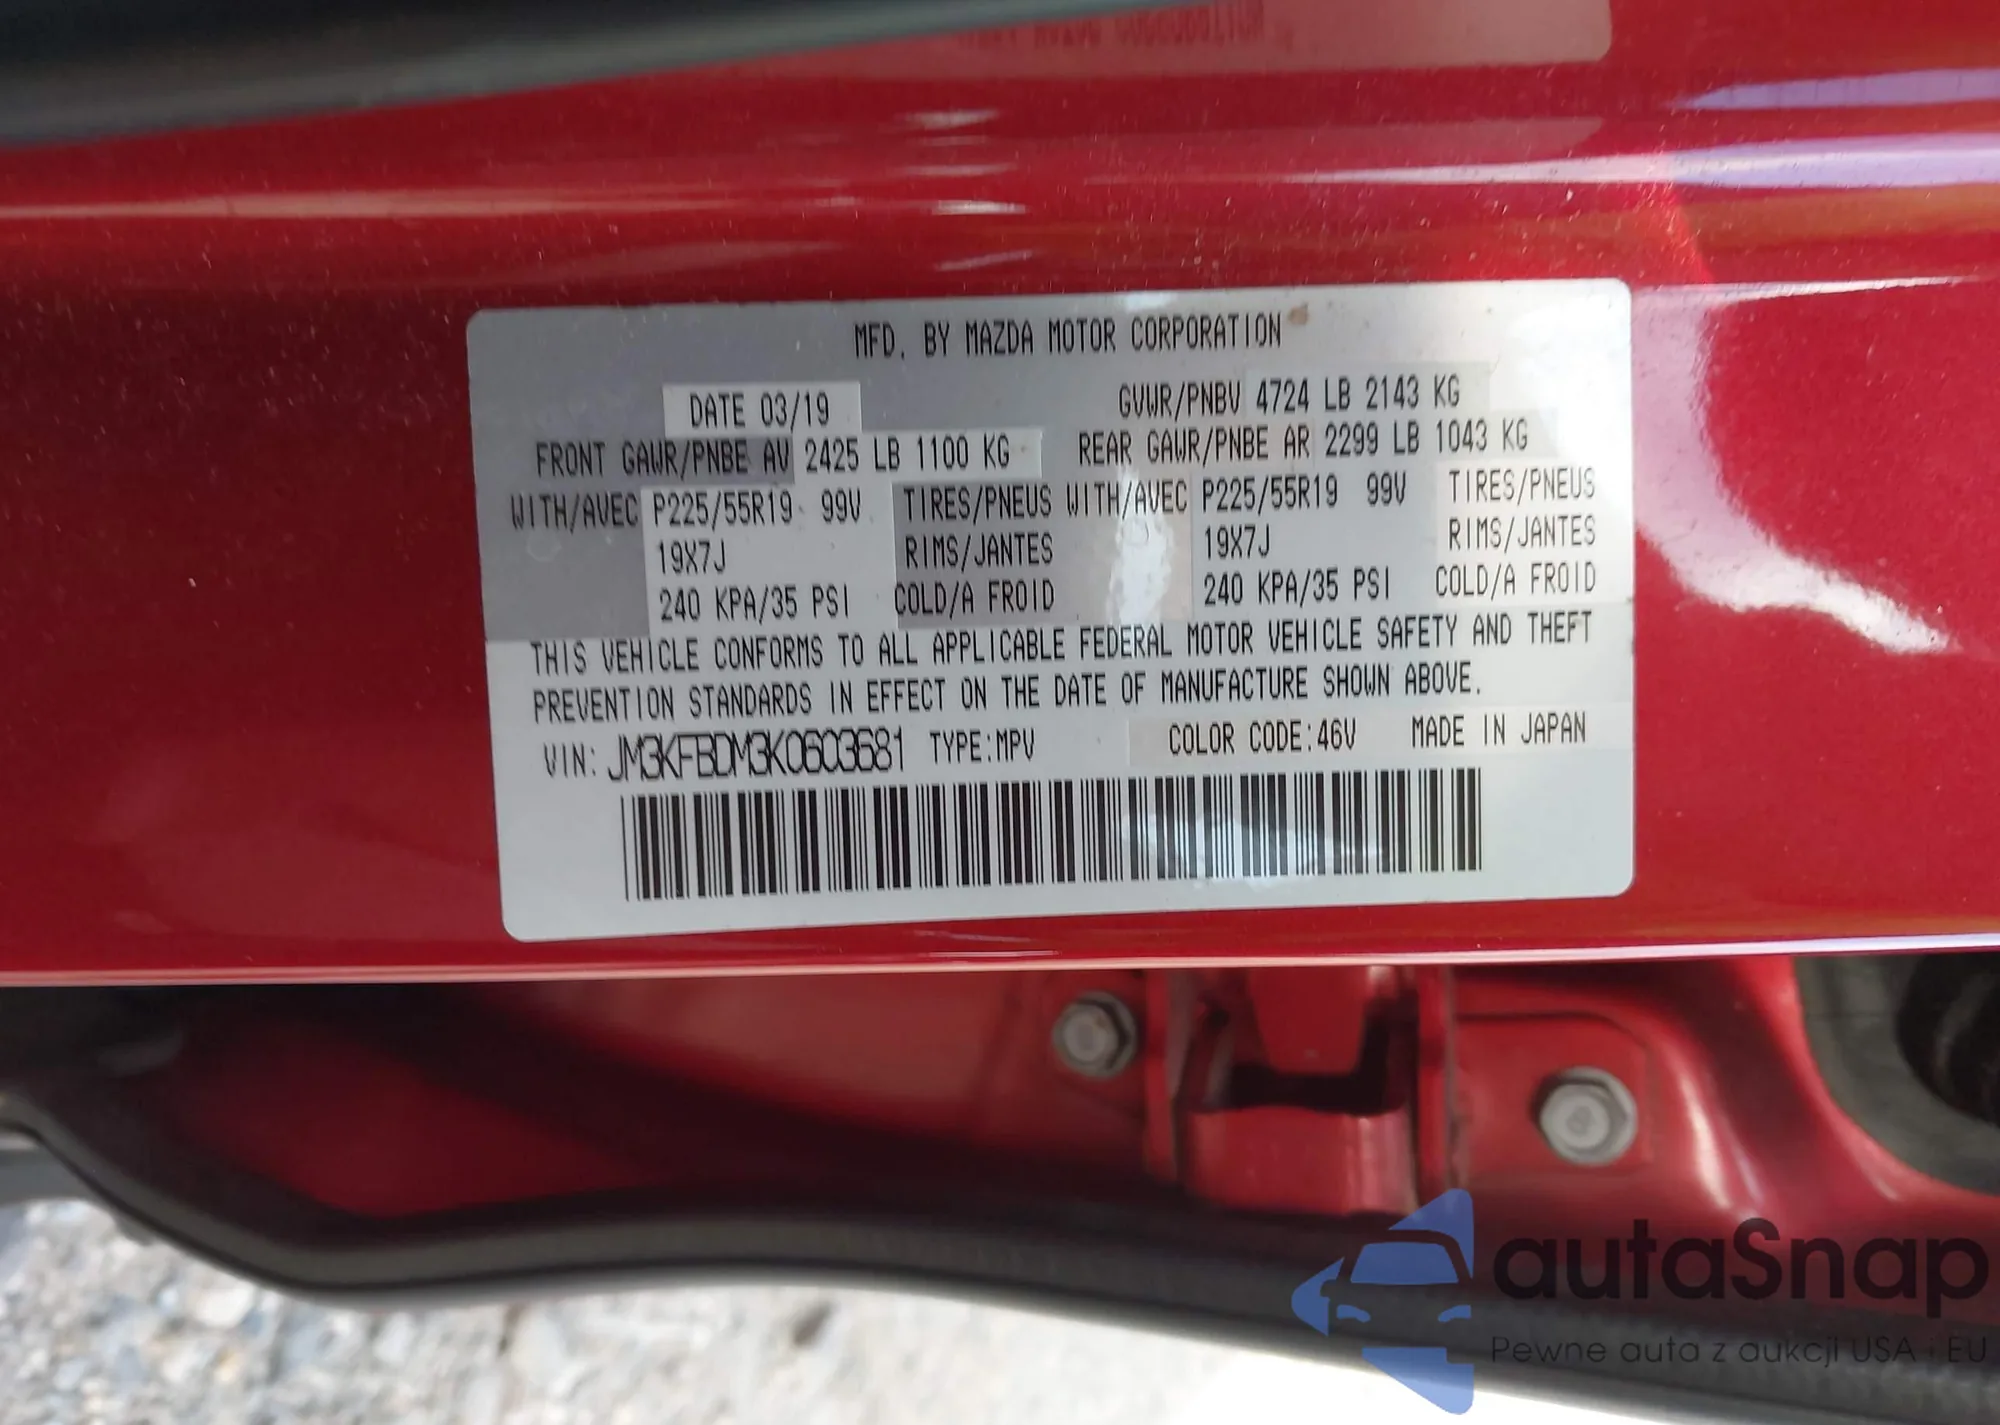 MFD. BY MAZDA MOTOR CORPORATION
DATE 03/19 GVWR/PNBV 4724 LB 2143 KG
FRONT GAWR/PNBE AV 2425 LB 1100 KG REAR GAWR/PNBE AR 2299 LB 1043 KG
WITH/AVEC P225/55R19 99V TIRES/PNEUS WITH/AVEC P225/55R19 99V TIRES/PNEUS
19X7J RIMS/JANTES 19X7J RIMS/JANTES
240 KPA/35 PSI COLD/A FROID 240 KPA/35 PSI COLD/A FROID
THIS VEHICLE CONFORMS TO ALL APPLICABLE FEDERAL MOTOR VEHICLE SAFETY AND THEFT
PREVENTION STANDARDS IN EFFECT ON THE DATE OF MANUFACTURE SHOWN ABOVE.
VIN: JM3KFBDM3K0603681 TYPE:MPV COLOR CODE:46V MADE IN JAPAN
autaSnap
Pewne auta z aukcji USA i EU